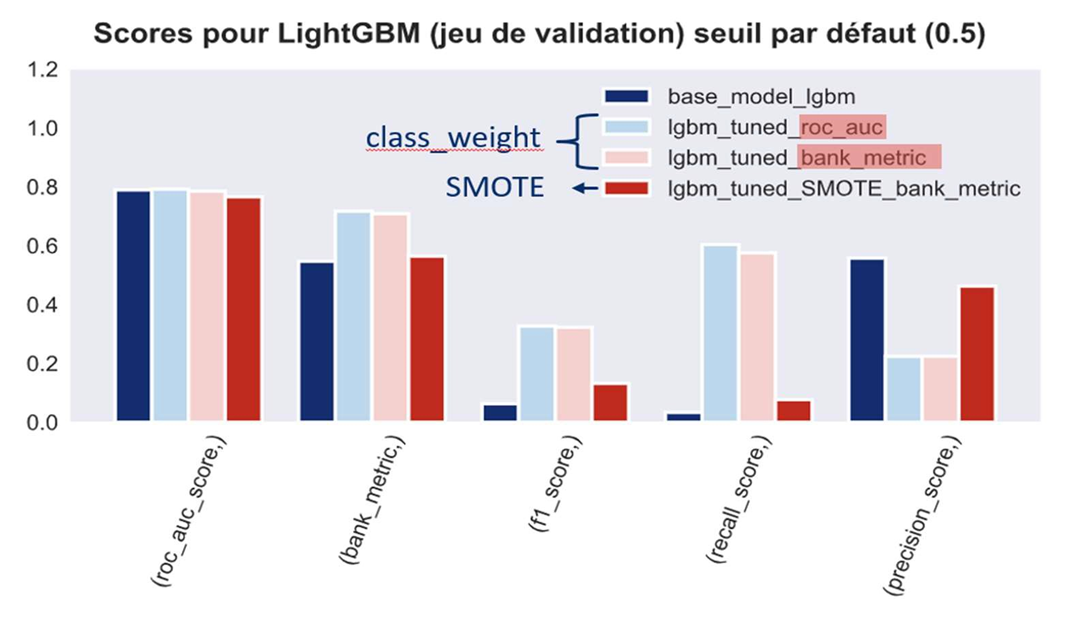 Scores pour LightGBM (jeu de validation) seuil par défaut (0.5)
1.2
1.0
0.8
0.6
0.4
0.2
0.0
base_model_lgbm
class_weight
lgbm_tuned_roc_auc
lgbm_tuned_bank_metric
SMOTE
lgbm_tuned_SMOTE_bank_metric
(roc_auc_score,)
(bank_metric,)
(f1_score,)
(recall_score,)
(precision_score,)